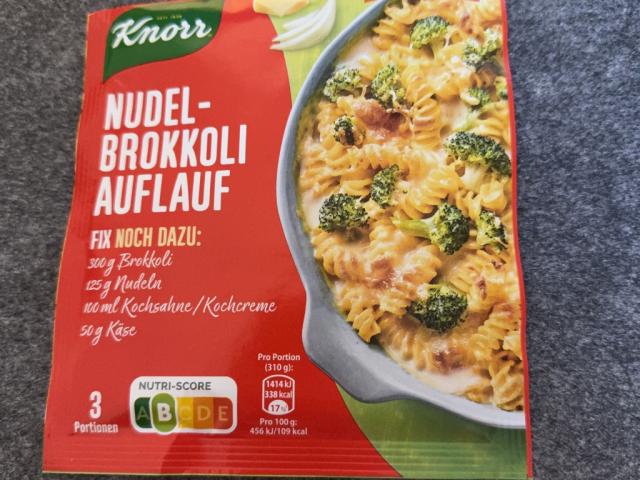 Knorr
NUDEL-
BROKKOLI
AUFLAUF
FIX NOCH DAZU:
300 g Brokkoli
125 g Nudeln
100 ml Kochsahne / Kochcreme
50 g Käse
3
Portionen
NUTRI-SCORE
A B C D E
Pro Portion
(310 g):
1414 kJ
338 kcal
17%
Pro 100 g:
456 kJ/109 kcal